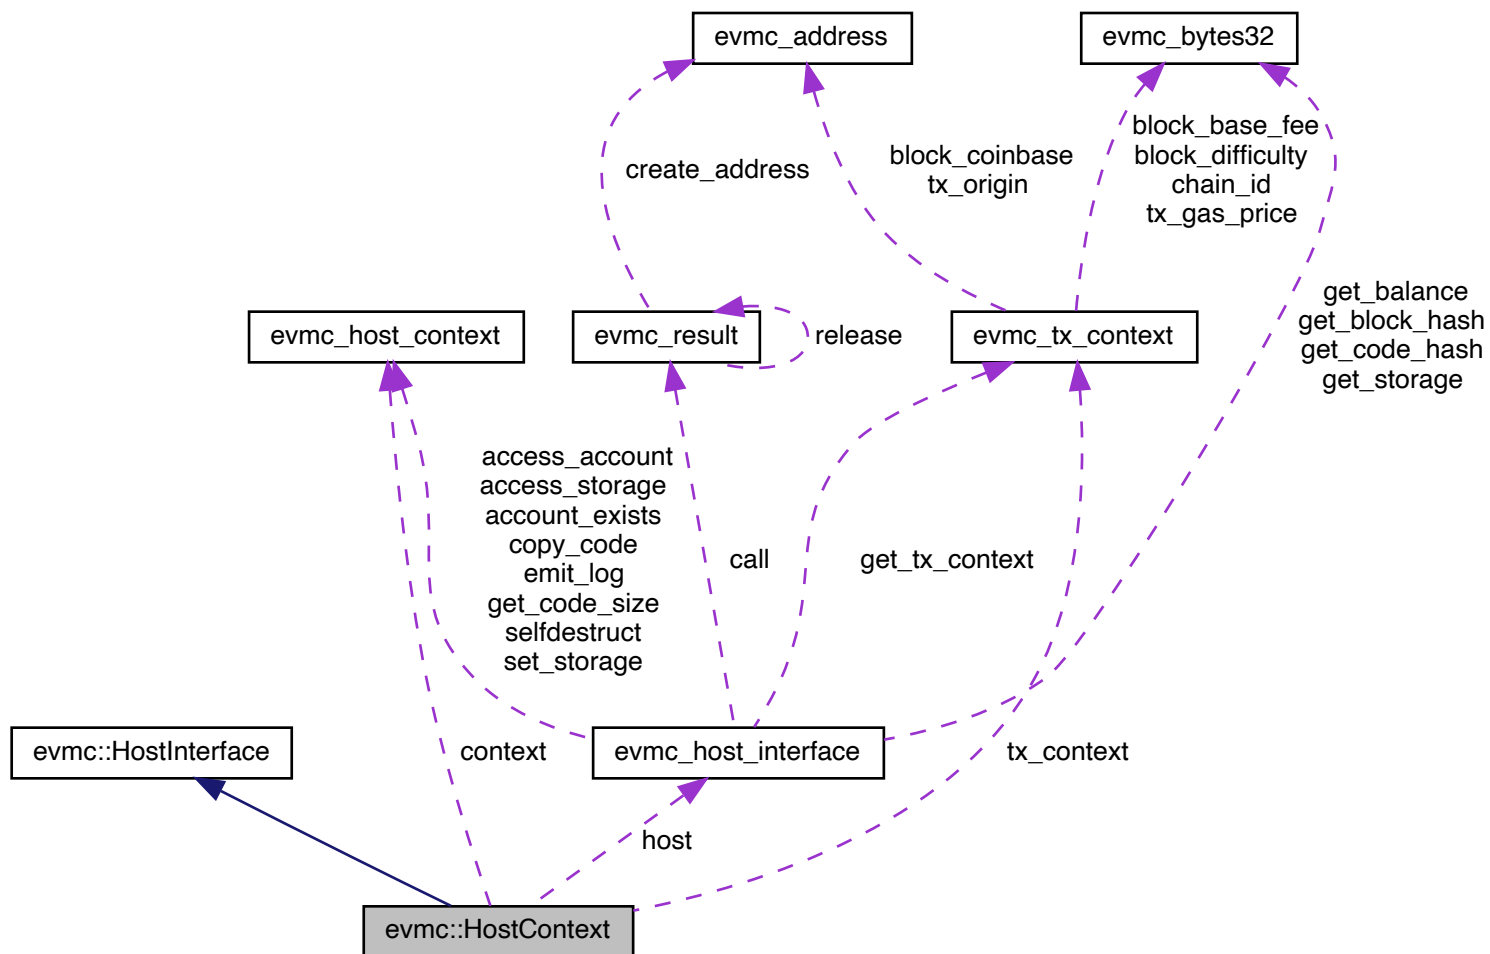 evmc_address
evmc_bytes32
block_base_fee
block_difficulty
chain_id
tx_gas_price
create_address
block_coinbase
tx_origin
get_balance
get_block_hash
get_code_hash
get_storage
evmc_host_context
evmc_result
release
evmc_tx_context
access_account
access_storage
account_exists
copy_code
emit_log
get_code_size
selfdestruct
set_storage
call
get_tx_context
evmc::HostInterface
context
evmc_host_interface
tx_context
host
evmc::HostContext